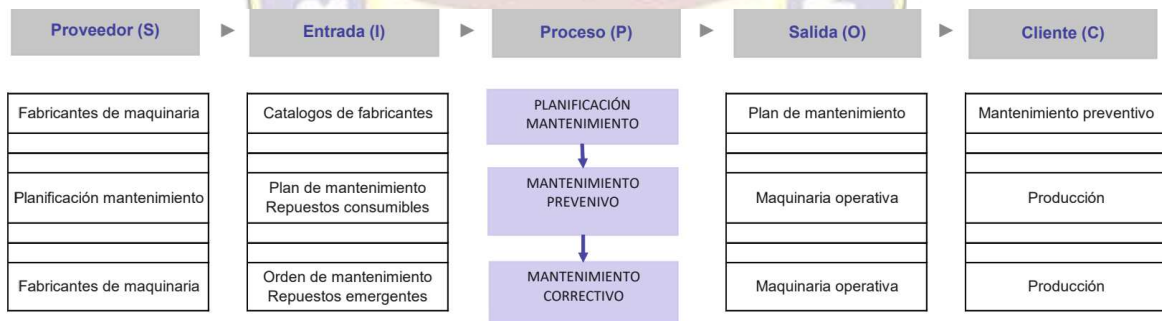 Proveedor (S)
Entrada (I)
Proceso (P)
Salida (O)
Cliente (C)
Fabricantes de maquinaria
Catalogos de fabricantes
PLANIFICACIÓN
MANTENIMIENTO
Plan de mantenimiento
Mantenimiento preventivo
Planificación mantenimiento
Plan de mantenimiento
Repuestos consumibles
MANTENIMIENTO
PREVENIVO
Maquinaria operativa
Producción
Fabricantes de maquinaria
Orden de mantenimiento
Repuestos emergentes
MANTENIMIENTO
CORRECTIVO
Maquinaria operativa
Producción